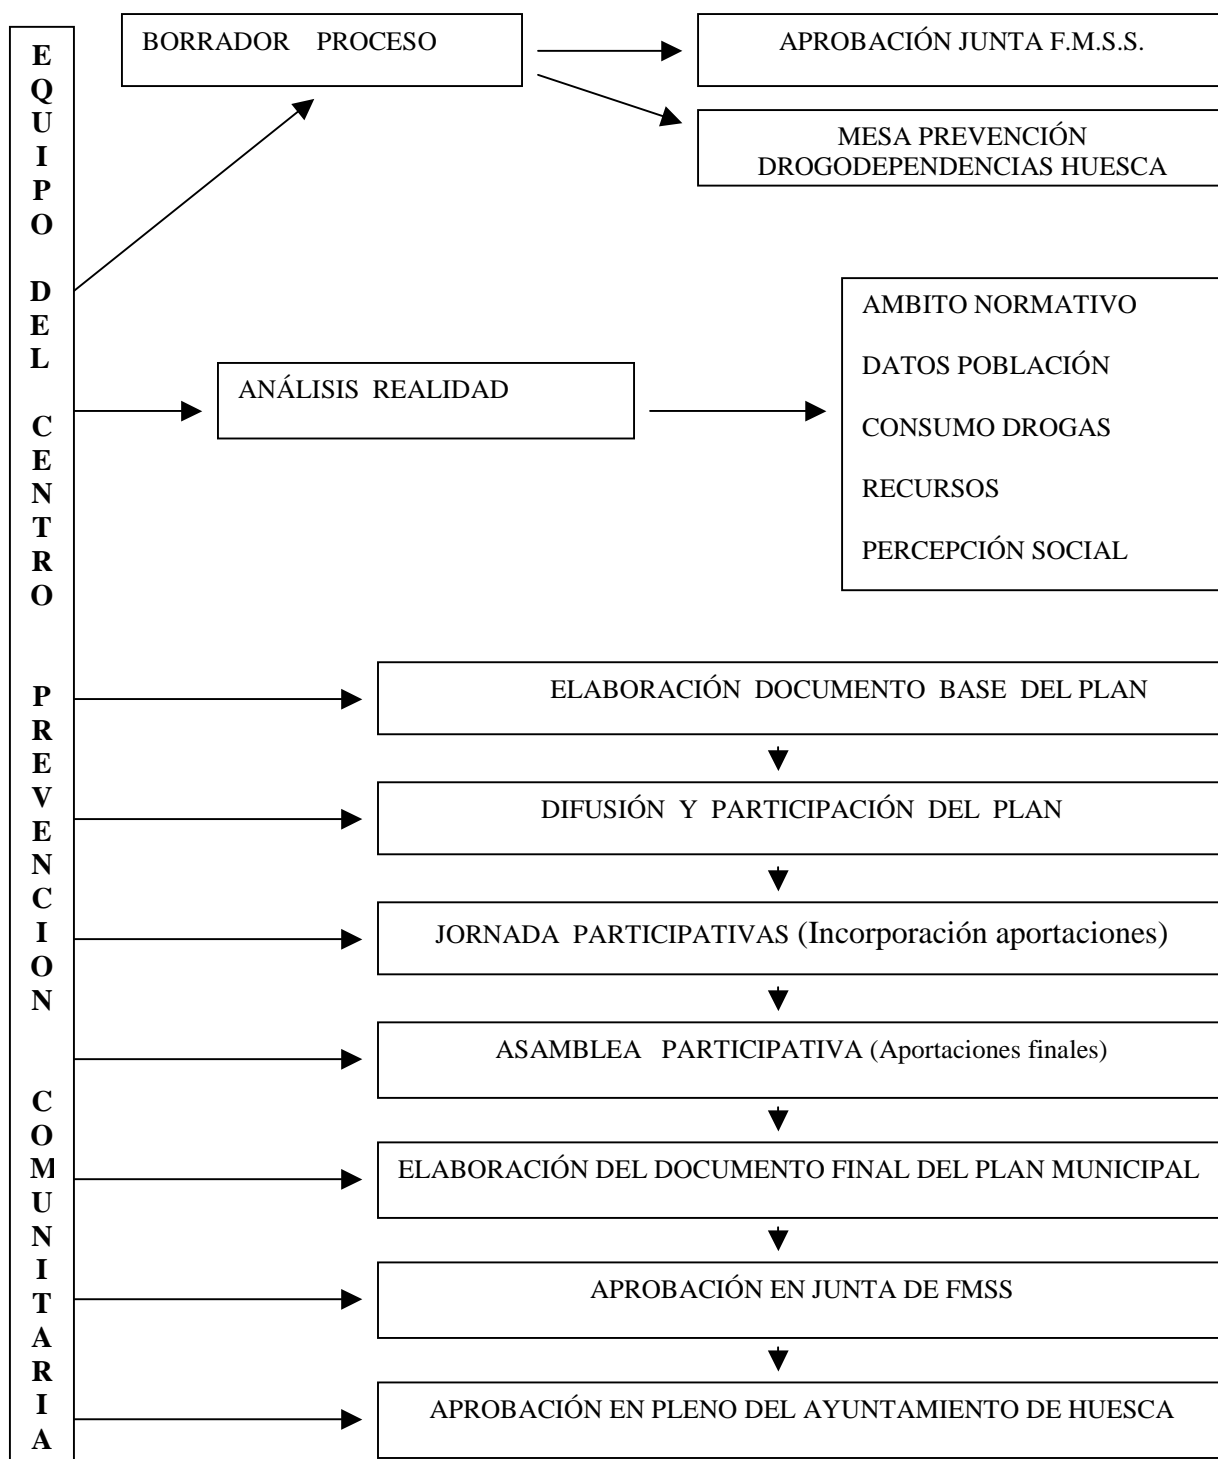 EQUIPO DEL CENTRO PREVENCION COMUNITARIA
BORRADOR PROCESO
APROBACIÓN JUNTA F.M.S.S.
MESA PREVENCIÓN
DROGODEPENDENCIAS HUESCA
ANÁLISIS REALIDAD
AMBITO NORMATIVO
DATOS POBLACIÓN
CONSUMO DROGAS
RECURSOS
PERCEPCIÓN SOCIAL
ELABORACIÓN DOCUMENTO BASE DEL PLAN
DIFUSIÓN Y PARTICIPACIÓN DEL PLAN
JORNADA PARTICIPATIVAS (Incorporación aportaciones)
ASAMBLEA PARTICIPATIVA (Aportaciones finales)
ELABORACIÓN DEL DOCUMENTO FINAL DEL PLAN MUNICIPAL
APROBACIÓN EN JUNTA DE FMSS
APROBACIÓN EN PLENO DEL AYUNTAMIENTO DE HUESCA